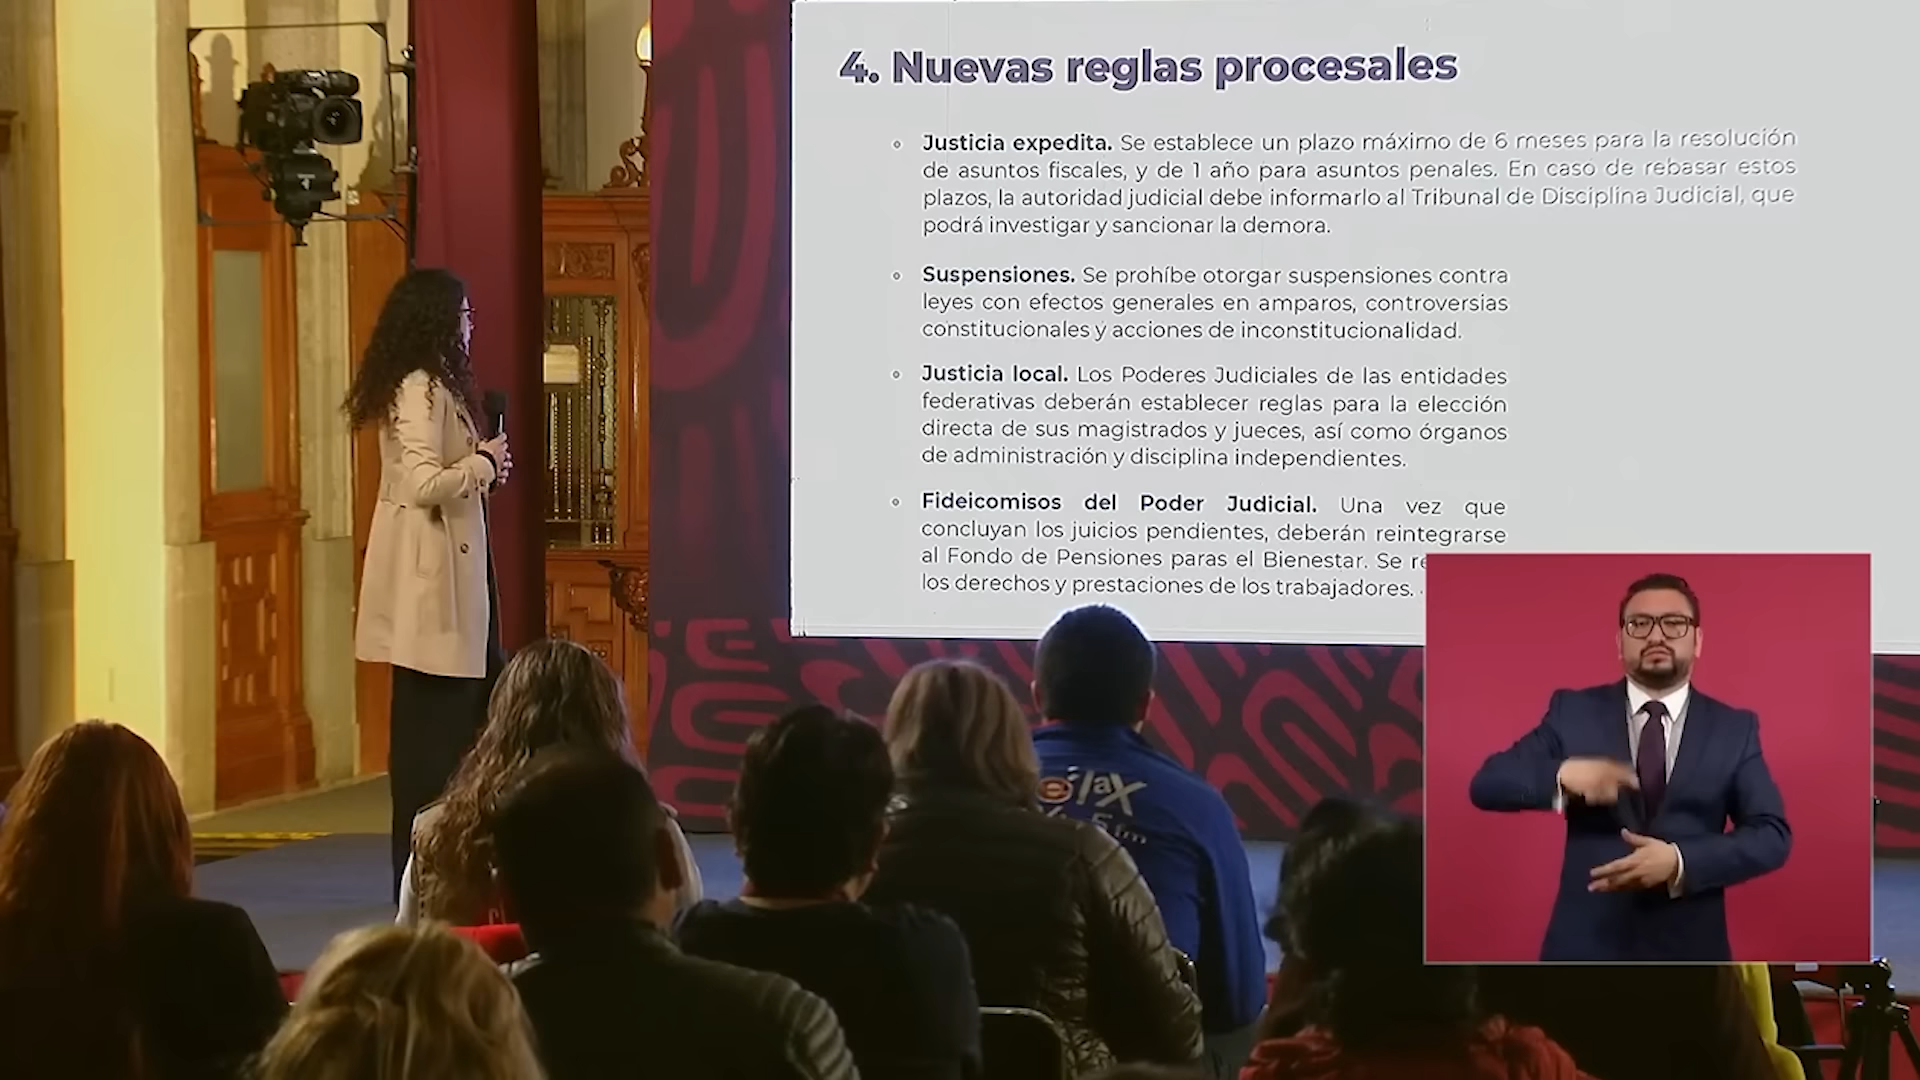 4. Nuevas reglas procesales
Justicia expedita. Se establece un plazo máximo de 6 meses para la resolución
de asuntos fiscales, y de 1 año para asuntos penales. En caso de rebasar estos
plazos, la autoridad judicial debe informarlo al Tribunal de Disciplina Judicial, que
podrá investigar y sancionar la demora.
Suspensiones. Se prohíbe otorgar suspensiones contra
leyes con efectos generales en amparos, controversias
constitucionales y acciones de inconstitucionalidad.
Justicia local. Los Poderes Judiciales de las entidades
federativas deberán establecer reglas para la elección
directa de sus magistrados y jueces, así como órganos
de administración y disciplina independientes.
Fideicomisos del Poder Judicial. Una vez que
concluyan los juicios pendientes, deberán reintegrarse
al Fondo de Pensiones paras el Bienestar. Se
los derechos y prestaciones de los trabajadores.